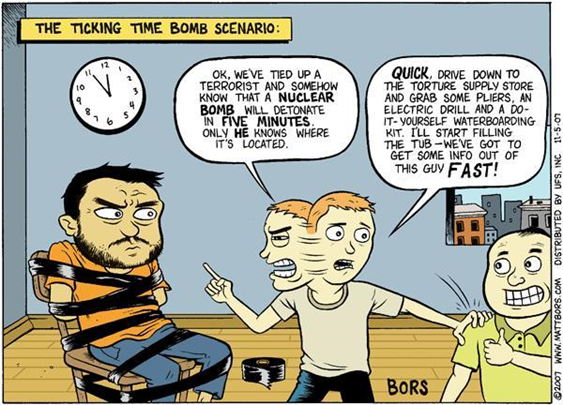 THE TICKING TIME BOMB SCENARIO:
12
1
2
3
4
5
6
7
8
9
10
11
OK, WE'VE TIED UP A
TERRORIST AND SOMEHOW
KNOW THAT A NUCLEAR
BOMB WILL DETONATE
IN FIVE MINUTES.
ONLY HE KNOWS WHERE
IT'S LOCATED.
QUICK, DRIVE DOWN TO
THE TORTURE SUPPLY STORE
AND GRAB SOME PLIERS, AN
ELECTRIC DRILL AND A DO-
IT-YOURSELF WATERBOARDING
KIT. I'LL START FILLING
THE TUB – WE'VE GOT TO
GET SOME INFO OUT OF
THIS GUY FAST!
BORS
©2007 WWW.MATTBORS.COM DISTRIBUTED BY UFS, INC 11-5-07